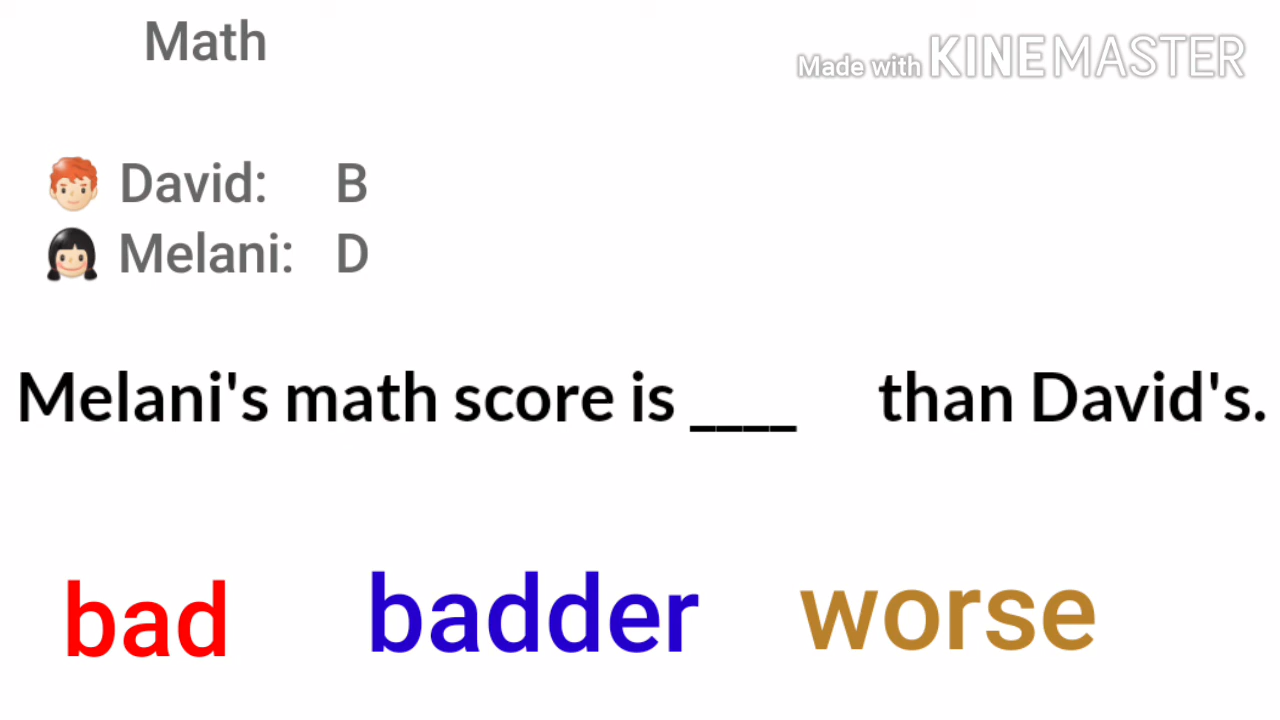 Math
Made with KINEMASTER
David: B
Melani: D
Melani's math score is ____ than David's.
bad badder worse